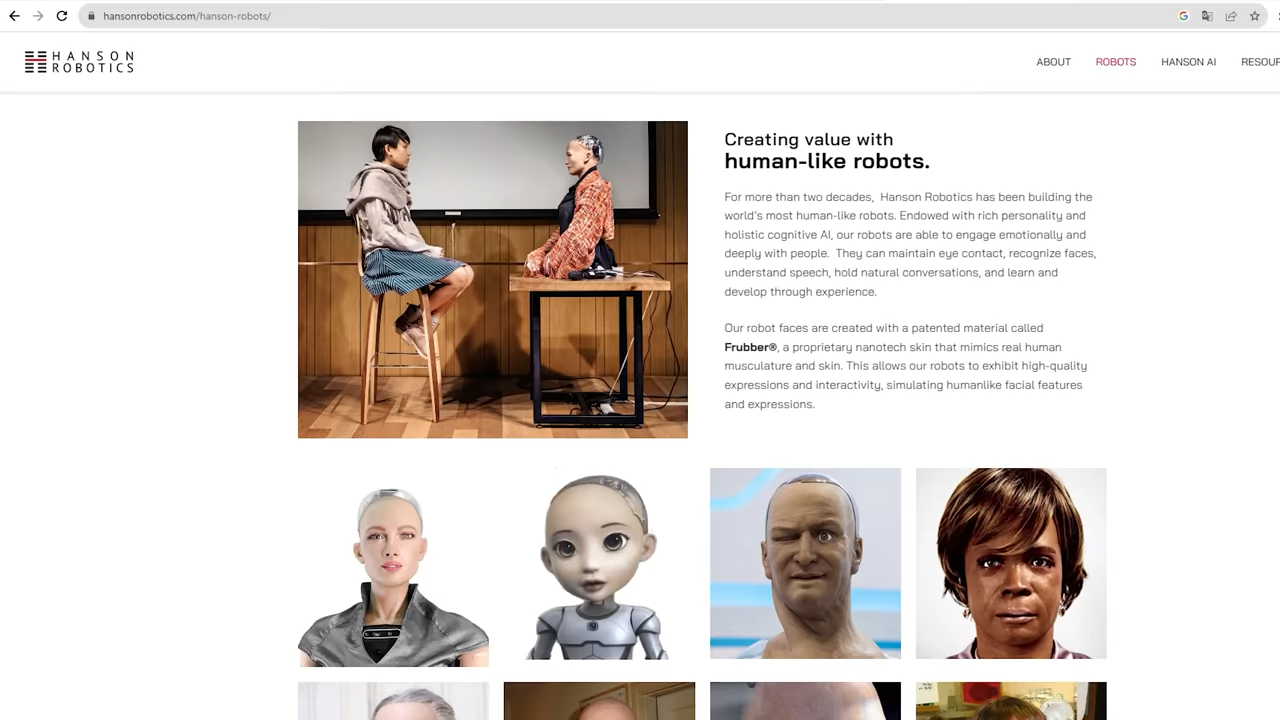 hansonrobotics.com/hanson-robots/
HANSON
ROBOTICS
ABOUT
ROBOTS
HANSON AI
RESOUR
Creating value with
human-like robots.
For more than two decades, Hanson Robotics has been building the
world's most human-like robots. Endowed with rich personality and
holistic cognitive AI, our robots are able to engage emotionally and
deeply with people. They can maintain eye contact, recognize faces,
understand speech, hold natural conversations, and learn and
develop through experience.
Our robot faces are created with a patented material called
Frubber®, a proprietary nanotech skin that mimics real human
musculature and skin. This allows our robots to exhibit high-quality
expressions and interactivity, simulating humanlike facial features
and expressions.